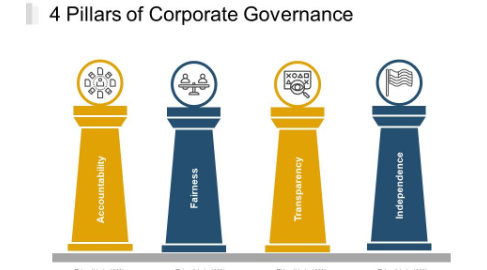 4 Pillars of Corporate Governance
Accountability
Fairness
Transparency
Independence